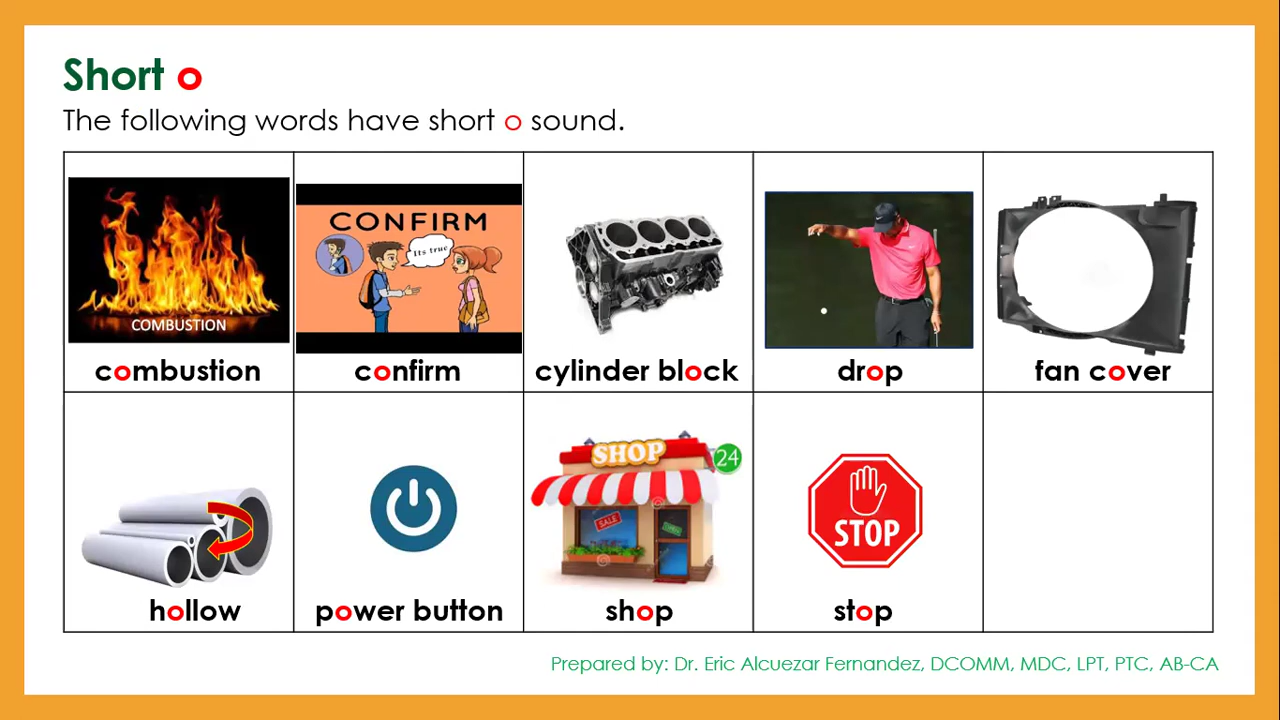 Short o
The following words have short o sound.
COMBUSTION
combustion
CONFIRM
Its true
confirm
cylinder block
drop
fan cover
hollow
power button
SHOP
24
SALE
shop
STOP
stop
Prepared by: Dr. Eric Alcuezar Fernandez, DCOMM, MDC, LPT, PTC, AB-CA